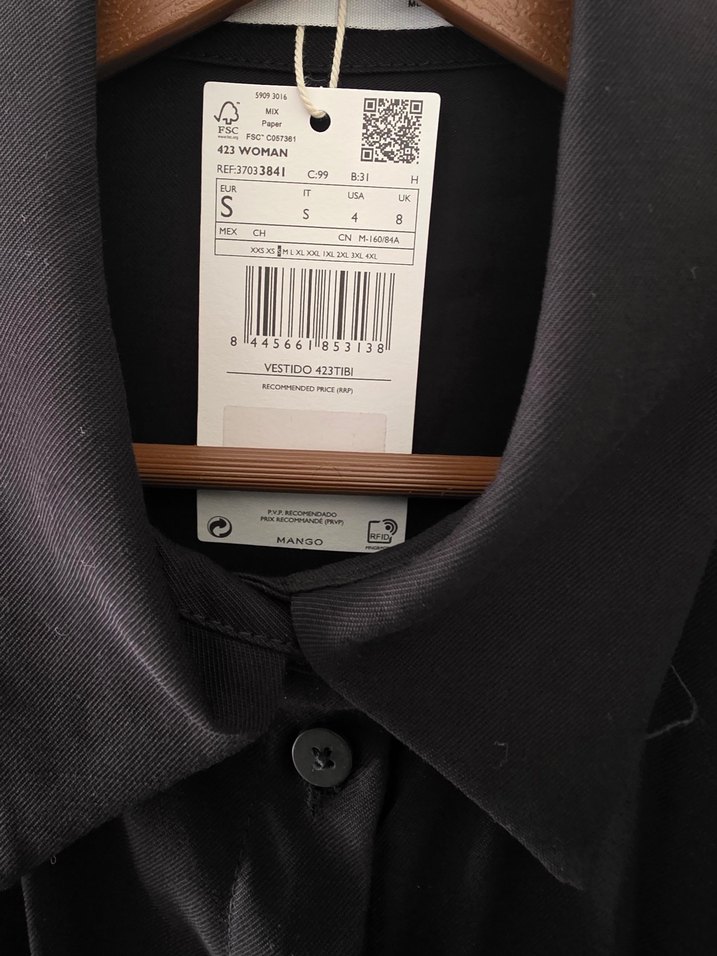 5909 3016
MIX
Paper
FSC
FSC™ C057361
423 WOMAN
REF:37033841 C:99 B:31 H
EUR IT USA UK
S S 4 8
MEX CH CN M-160/84A
XXS XS S M L XL XXL 1XL 2XL 3XL 4XL
8 445661 853138
VESTIDO 423TIBI
RECOMMENDED PRICE (RRP)
P.V.P. RECOMENDADO
PRIX RECOMMANDÉ (PRVP)
RFID
MANGO